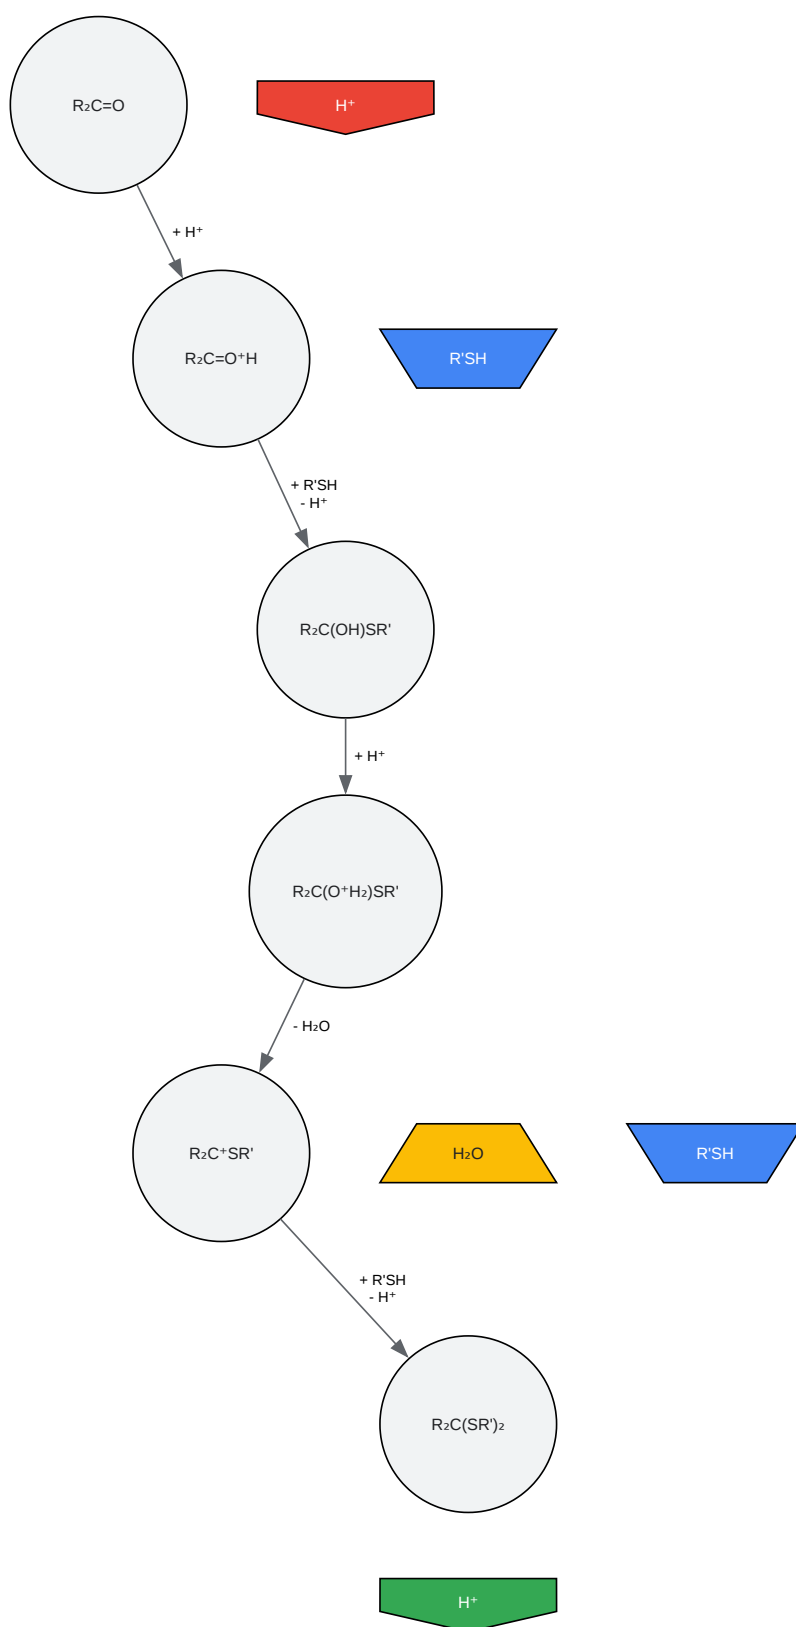 R₂C=O
H⁺
+ H⁺
R₂C=O⁺H
R'SH
+ R'SH
- H⁺
R₂C(OH)SR'
+ H⁺
R₂C(O⁺H₂)SR'
- H₂O
R₂C⁺SR'
H₂O
R'SH
+ R'SH
- H⁺
R₂C(SR')₂
H⁺